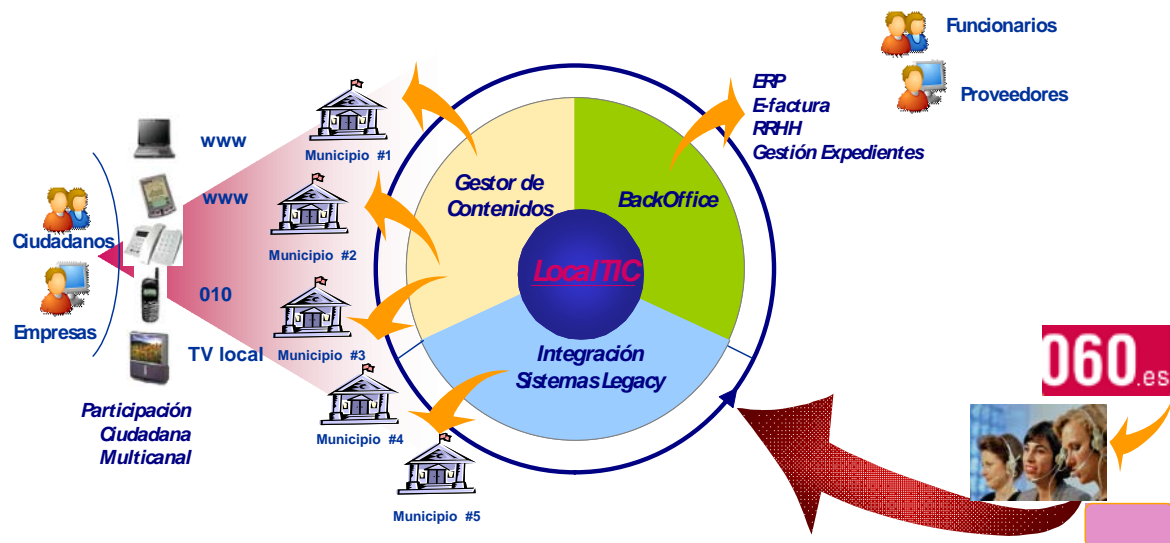 Funcionarios
Proveedores
ERP
E-factura
RRHH
Gestión Expedientes
www
www
010
TV local
Ciudadanos
Empresas
Participación
Ciudadana
Multicanal
Municipio #1
Municipio #2
Municipio #3
Municipio #4
Municipio #5
Gestor de
Contenidos
BackOffice
LocalTIC
Integración
Sistemas Legacy
060.es